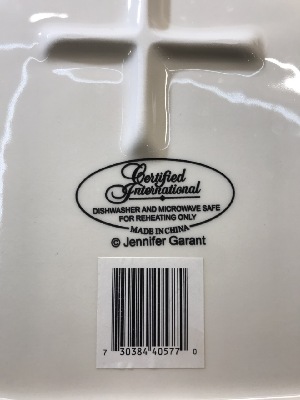 Certified
International
DISHWASHER AND MICROWAVE SAFE
FOR REHEATING ONLY
MADE IN CHINA
© Jennifer Garant
7 30384 40577 0